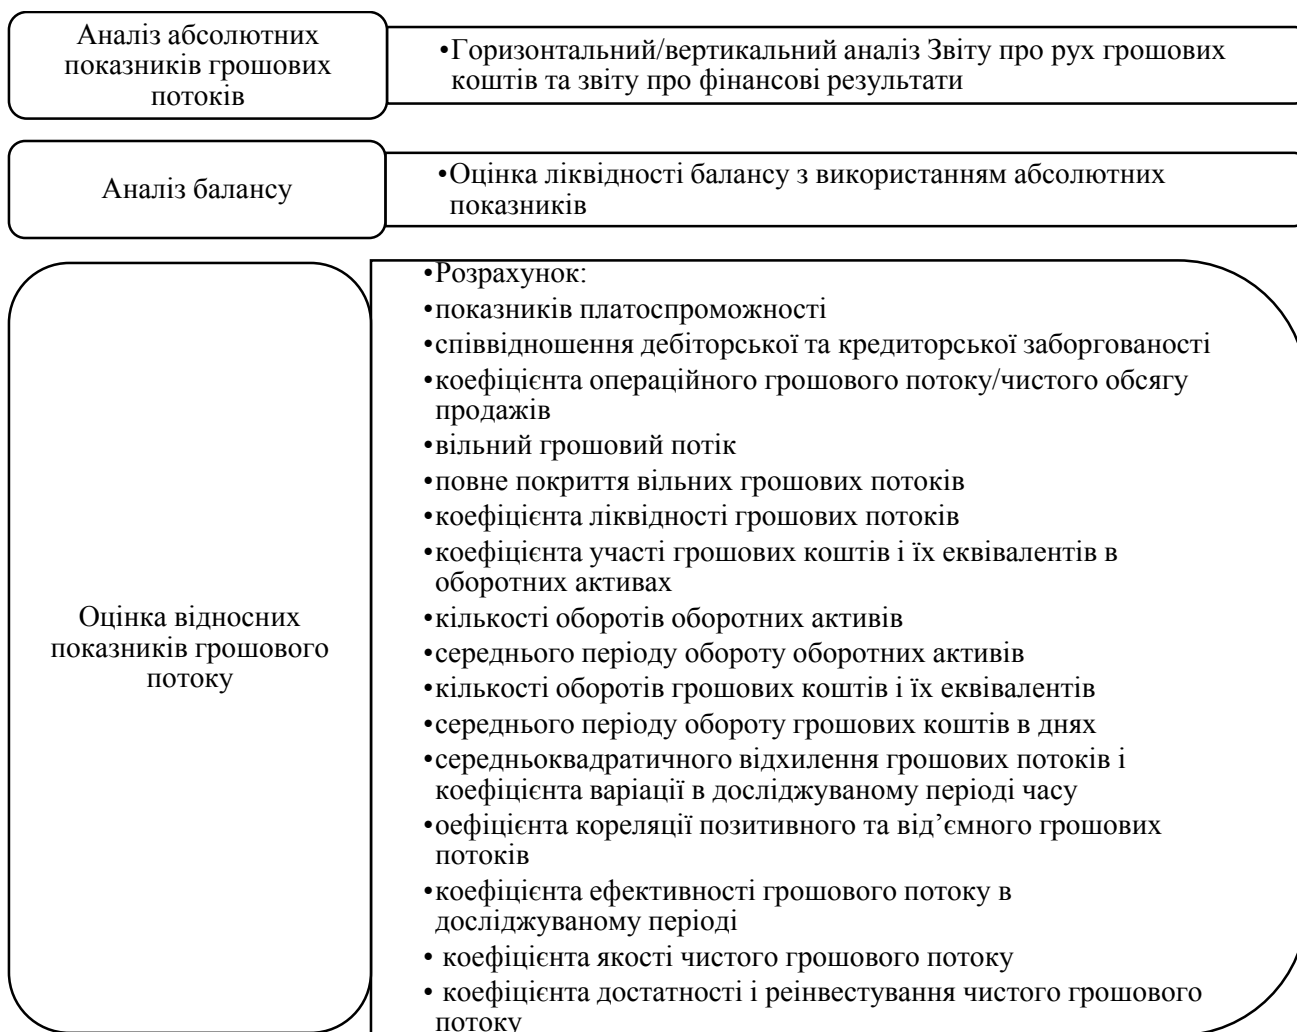 Аналіз абсолютних
показників грошових
потоків
•Горизонтальний/вертикальний аналіз Звіту про рух грошових
коштів та звіту про фінансові результати
Аналіз балансу
•Оцінка ліквідності балансу з використанням абсолютних
показників
Оцінка відносних
показників грошового
потоку
•Розрахунок:
•показників платоспроможності
•співвідношення дебіторської та кредиторської заборгованості
•коефіцієнта операційного грошового потоку/чистого обсягу
продажів
•вільний грошовий потік
•повне покриття вільних грошових потоків
•коефіцієнта ліквідності грошових потоків
•коефіцієнта участі грошових коштів і їх еквівалентів в
оборотних активах
•кількості оборотів оборотних активів
•середнього періоду обороту оборотних активів
•кількості оборотів грошових коштів і їх еквівалентів
•середнього періоду обороту грошових коштів в днях
•середньоквадратичного відхилення грошових потоків і
коефіцієнта варіації в досліджуваному періоді часу
•оефіцієнта кореляції позитивного та від’ємного грошових
потоків
•коефіцієнта ефективності грошового потоку в
досліджуваному періоді
• коефіцієнта якості чистого грошового потоку
• коефіцієнта достатності і реінвестування чистого грошового
потоку